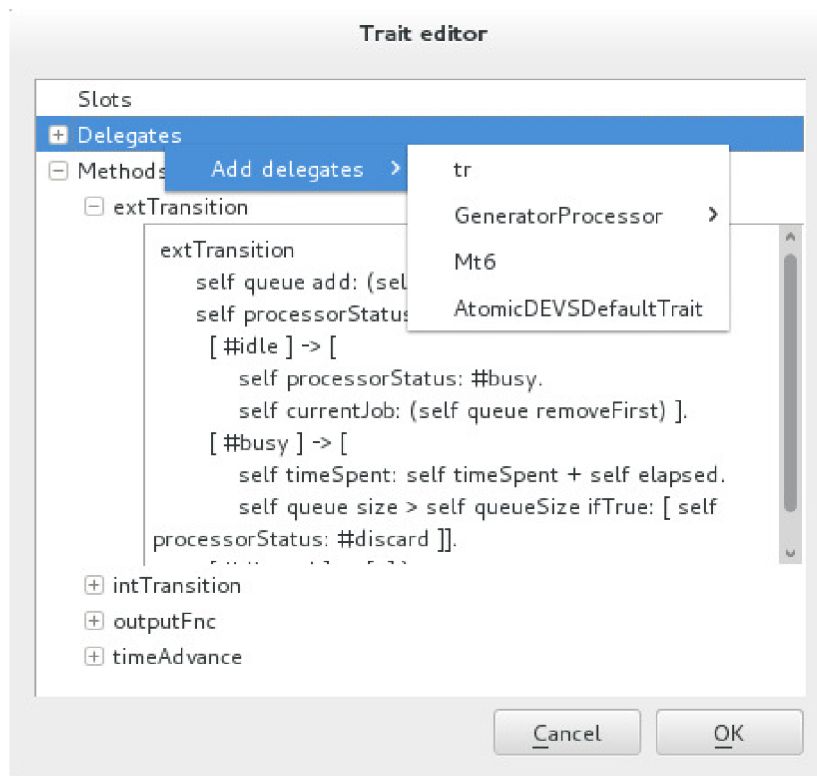 Trait editor
Slots
Delegates
Add delegates
tr
GeneratorProcessor
Mt6
AtomicDEVSDefaultTrait
Methods
extTransition
extTransition
self queue add: (sel
self processorStatus
[ #idle ] -> [
self processorStatus: #busy.
self currentJob: (self queue removeFirst) ].
[ #busy ] -> [
self timeSpent: self timeSpent + self elapsed.
self queue size > self queueSize ifTrue: [ self
processorStatus: #discard ]].
intTransition
outputFnc
timeAdvance
Cancel
OK